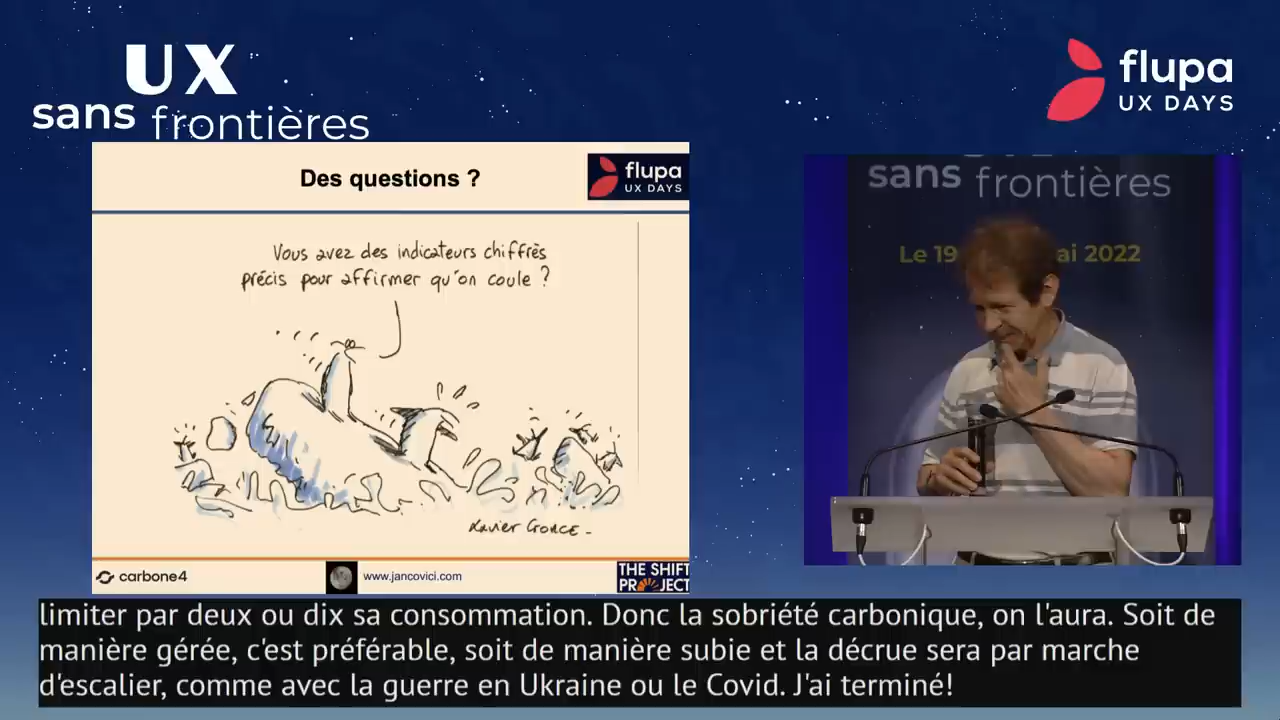 UX
sans frontières
flupa
UX DAYS
Des questions ?
flupa
UX DAYS
Vous avez des indicateurs chiffrés
précis pour affirmer qu'on coule ?
Xavier GORCE -
carbone4
www.jancovici.com
THE SHIFT
PROJECT
sans frontières
Le 19
ai 2022
limiter par deux ou dix sa consommation. Donc la sobriété carbonique, on l'aura. Soit de
manière gérée, c'est préférable, soit de manière subie et la décrue sera par marche
d'escalier, comme avec la guerre en Ukraine ou le Covid. J'ai terminé!